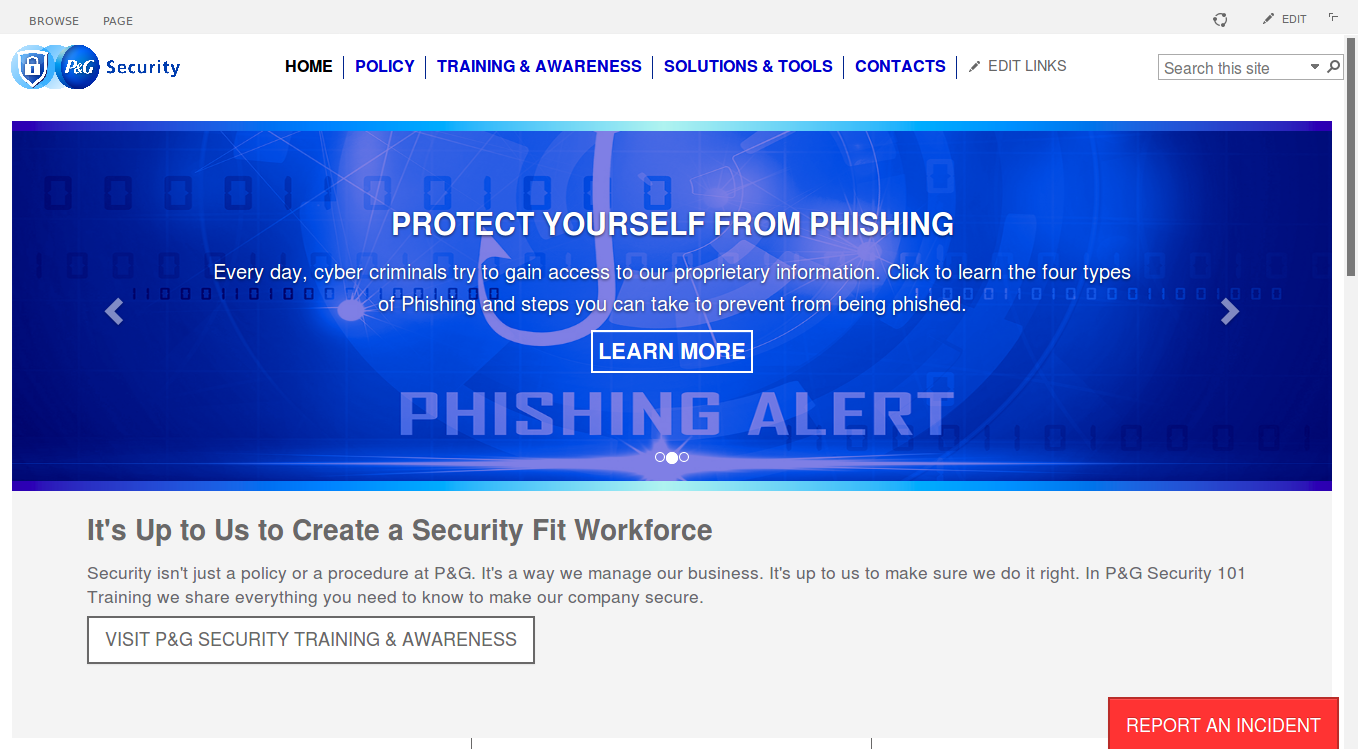 BROWSE PAGE EDIT
P&G Security
HOME POLICY TRAINING & AWARENESS SOLUTIONS & TOOLS CONTACTS EDIT LINKS Search this site
PROTECT YOURSELF FROM PHISHING
Every day, cyber criminals try to gain access to our proprietary information. Click to learn the four types
of Phishing and steps you can take to prevent from being phished.
LEARN MORE
PHISHING ALERT
It's Up to Us to Create a Security Fit Workforce
Security isn't just a policy or a procedure at P&G. It's a way we manage our business. It's up to us to make sure we do it right. In P&G Security 101
Training we share everything you need to know to make our company secure.
VISIT P&G SECURITY TRAINING & AWARENESS
REPORT AN INCIDENT